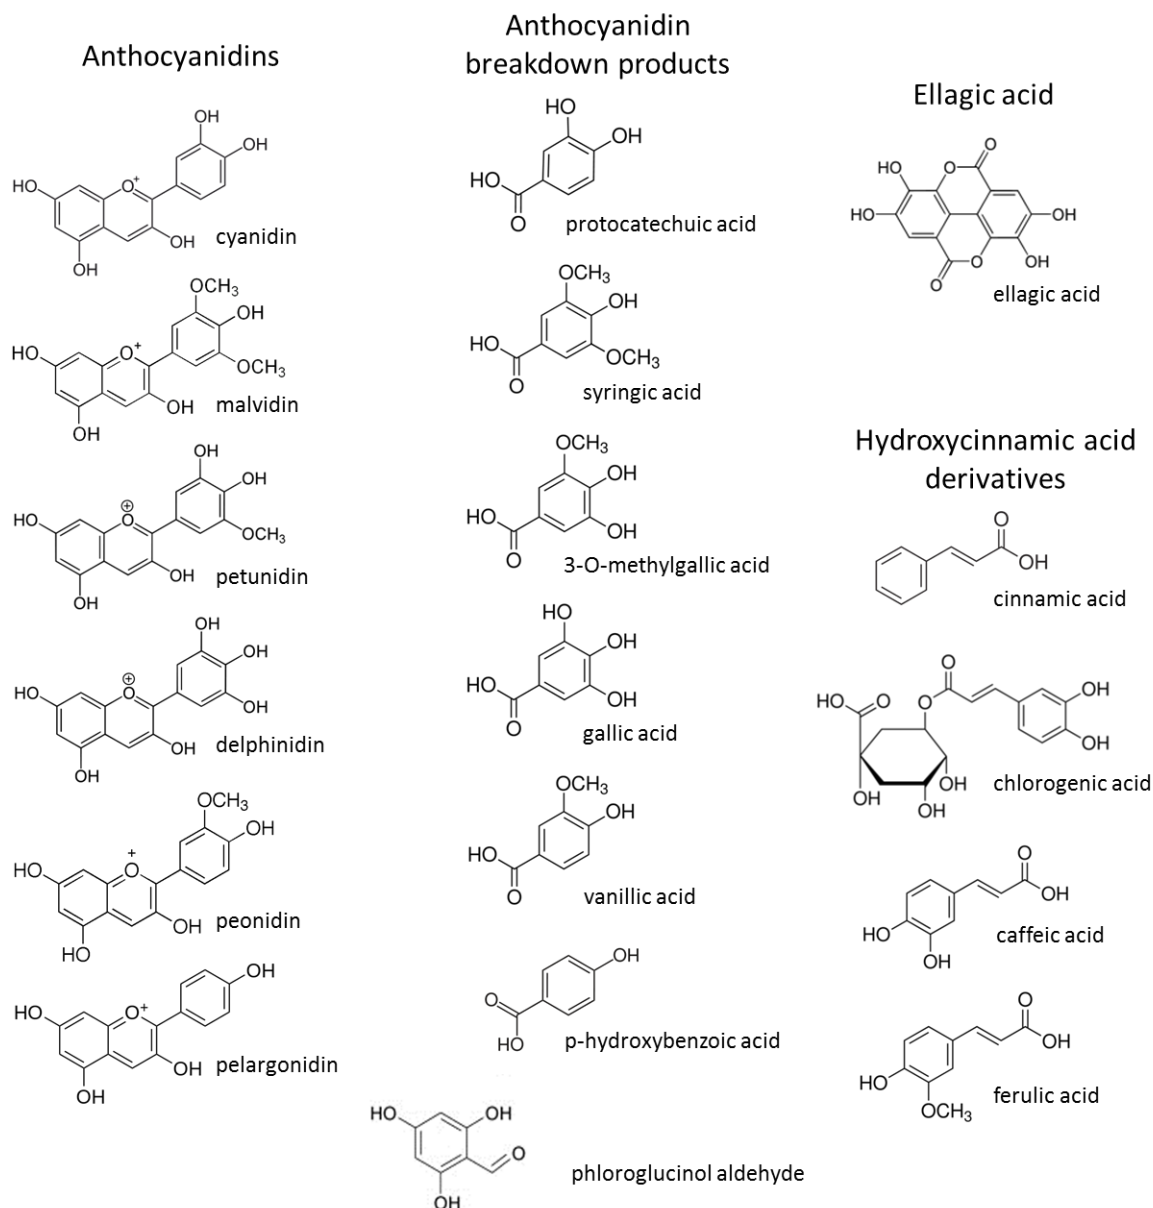 Anthocyanidins
OH
OH
HO
O+
OH
OH
cyanidin
OCH3
OH
HO
O+
OCH3
OH
OH
malvidin
OH
OH
HO
O
+
OCH3
OH
OH
petunidin
OH
OH
HO
O
+
OH
OH
OH
delphinidin
OCH3
OH
+
HO
O
OH
HO
peonidin
OH
HO
O+
OH
OH
pelargonidin
Anthocyanidin
breakdown products
HO
OH
HO
O
protocatechuic acid
OCH3
OH
HO
OCH3
O
syringic acid
OCH3
OH
HO
OH
O
3-O-methylgallic acid
HO
OH
HO
OH
O
gallic acid
OCH3
OH
HO
O
vanillic acid
OH
O
HO
p-hydroxybenzoic acid
HO
OH
O
OH
phloroglucinol aldehyde
Ellagic acid
O
HO
O
HO
OH
O
OH
O
ellagic acid
Hydroxycinnamic acid
derivatives
O
OH
cinnamic acid
O
HO
O
O
OH
OH
OH
OH
OH
chlorogenic acid
O
OH
HO
OH
caffeic acid
O
OH
HO
OCH3
ferulic acid